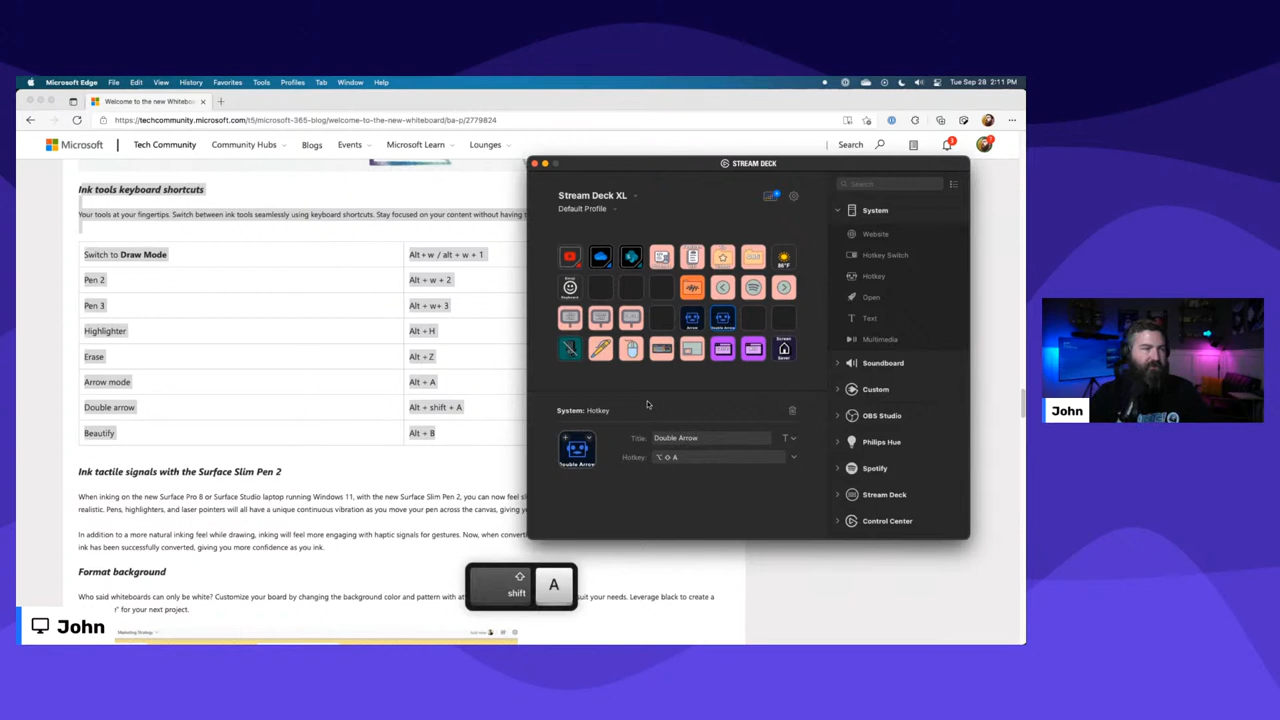 Microsoft Edge File Edit View History Favorites Tools Profiles Tab Window Help
Tue Sep 28 2:11 PM
Welcome to the new Whiteboa
https://techcommunity.microsoft.com/t5/microsoft-365-blog/welcome-to-the-new-whiteboard/ba-p/2779824
Microsoft Tech Community Community Hubs Blogs Events Microsoft Learn Lounges Search
Ink tools keyboard shortcuts
Your tools at your fingertips. Switch between ink tools seamlessly using keyboard shortcuts. Stay focused on your content without having
Switch to Draw Mode Alt + w / alt + w + 1
Pen 2 Alt + w + 2
Pen 3 Alt + w+ 3
Highlighter Alt + H
Erase Alt + Z
Arrow mode Alt + A
Double arrow Alt + shift + A
Beautify Alt + B
Ink tactile signals with the Surface Slim Pen 2
When inking on the new Surface Pro 8 or Surface Studio laptop running Windows 11, with the new Surface Slim Pen 2, you can now feel
realistic. Pens, highlighters, and laser pointers will all have a unique continuous vibration as you move your pen across the canvas, giving
In addition to a more natural inking feel while drawing, inking will feel more engaging with haptic signals for gestures. Now, when
ink has been successfully converted, giving you more confidence as you ink.
Format background
Who said whiteboards can only be white? Customize your board by changing the background color and pattern with suit your needs. Leverage black to create a
for your next project.
Marketing Strategy
STREAM DECK
Stream Deck XL
Default Profile
86°F
Emoji
Keyboard
Arrow
Double Arrow
Screen
Saver
System: Hotkey
Double Arrow
Title: Double Arrow
T
Hotkey: ⌥ ⇧ A
Search
System
Website
Hotkey Switch
Hotkey
Open
Text
Multimedia
Soundboard
Custom
OBS Studio
Philips Hue
Spotify
Stream Deck
Control Center
⇧
shift
A
John
John